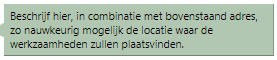 Beschrijf hier, in combinatie met bovenstaand adres,
zo nauwkeurig mogelijk de locatie waar de
werkzaamheden zullen plaatsvinden.